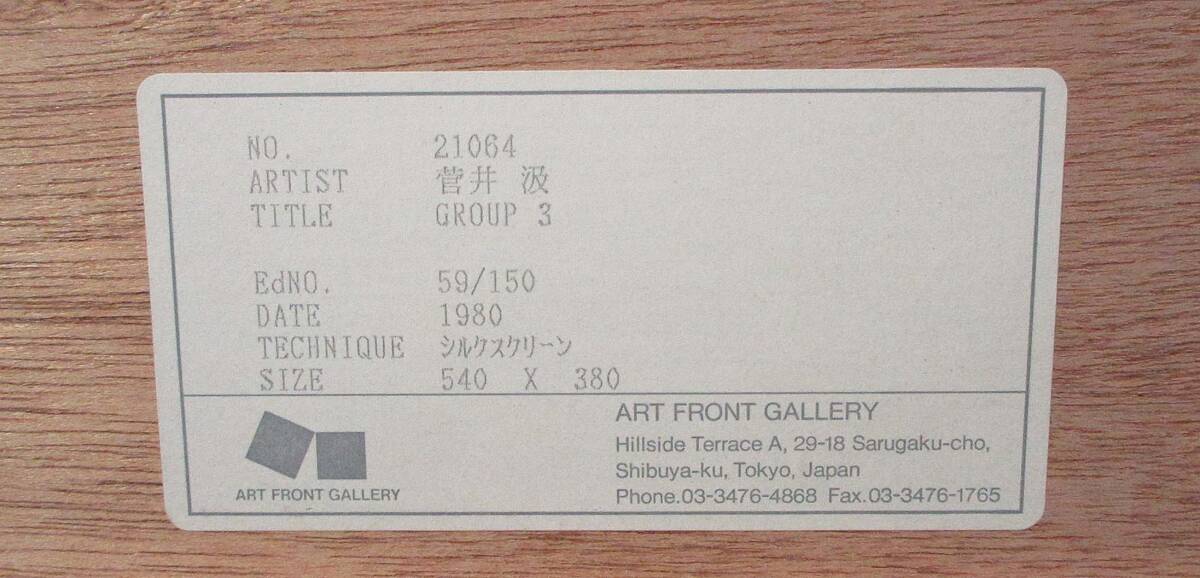 NO. 21064
ARTIST 菅井 汲
TITLE GROUP 3
EdNO. 59/150
DATE 1980
TECHNIQUE シルクスクリーン
SIZE 540 X 380
ART FRONT GALLERY
ART FRONT GALLERY
Hillside Terrace A, 29-18 Sarugaku-cho,
Shibuya-ku, Tokyo, Japan
Phone.03-3476-4868 Fax.03-3476-1765